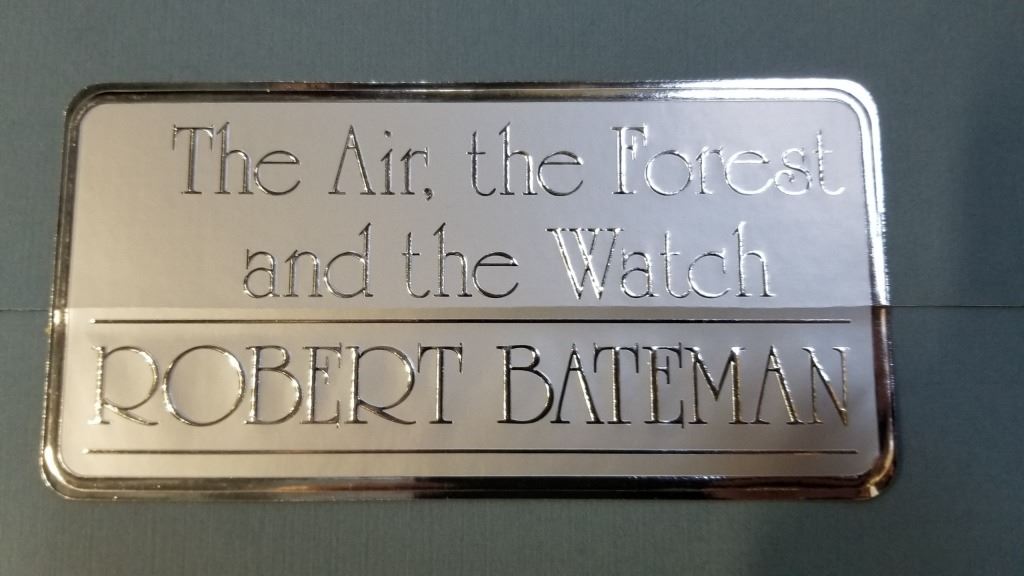 The Air, the Forest
and the Watch
ROBERT BATEMAN